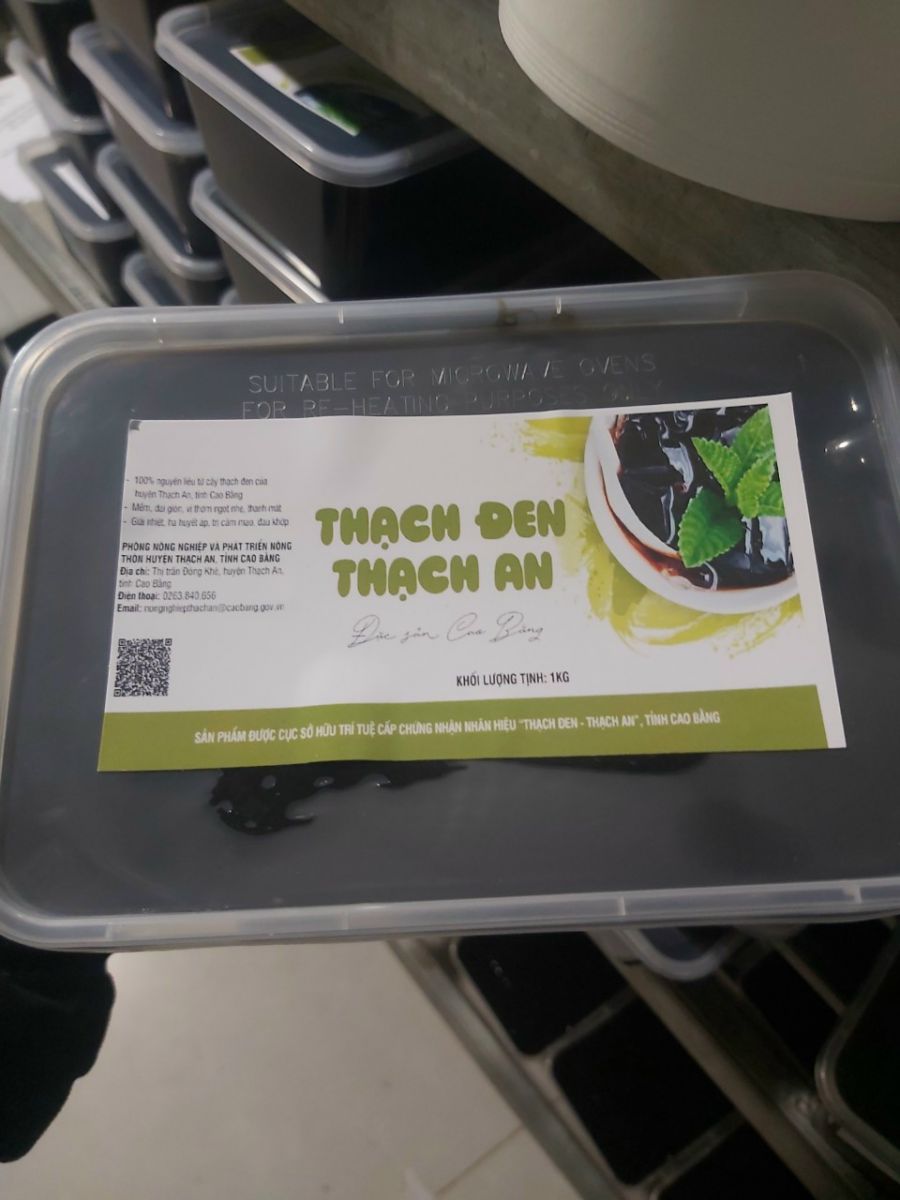 SUITABLE FOR MICROWAVE OVENS
FOR RE-HEATING PURPOSES ONLY
- 100% nguyên liệu từ cây thạch đen của
huyện Thạch An, tỉnh Cao Bằng
- Mềm, dai giòn, vị thơm ngọt nhẹ, thanh mát
- Giải nhiệt, hạ huyết áp, trị cảm mạo, đau khớp
PHÒNG NÔNG NGHIỆP VÀ PHÁT TRIỂN NÔNG
THÔN HUYỆN THẠCH AN, TỈNH CAO BẰNG
Địa chỉ: Thị trấn Đông Khê, huyện Thạch An,
tỉnh Cao Bằng
Điện thoại: 0263.840.656
Email: nongnghiepthachan@caobang.gov.vn
THẠCH ĐEN
THẠCH AN
Đặc sản Cao Bằng
KHỐI LƯỢNG TỊNH: 1KG
SẢN PHẨM ĐƯỢC CỤC SỞ HỮU TRÍ TUỆ CẤP CHỨNG NHẬN NHÃN HIỆU "THẠCH ĐEN - THẠCH AN", TỈNH CAO BẰNG